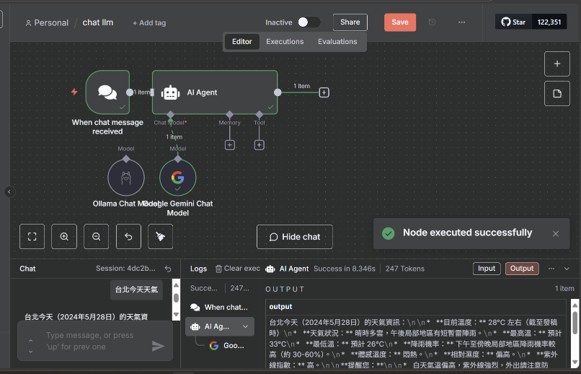 Personal / chat llm + Add tag
Inactive
Share
Save
Star 122,351
Editor Executions Evaluations
1 item
AI Agent
1 item
When chat message
received
Chat Model*
Memory
Tool
1 item
Model
Model
Ollama Chat Model
Google Gemini Chat
Model
Hide chat
Node executed successfully
Chat
Session: 4dc2b...
Logs
Clear exec
AI Agent
Success in 8.346s
247 Tokens
Input
Output
台北今天天氣
台北今天(2024年5月28日)的天氣資
Type your message, or press
'up' for prev one
Succe... 247...
When chat...
AI Ag...
Goo...
OUTPUT
1 item
output
台北今天(2024年5月28日)的天氣資訊:\n\n* **目前溫度:** 28°C 左右 (截至發稿
時)\n* **天氣狀況:** 晴時多雲,午後局部地區有短暫雷陣雨。\n* **最高溫:** 預計
33°C\n* **最低溫:** 預計 26°C\n* **降雨機率:** 下午至傍晚局部地區降雨機率較
高 (約 30-60%)。\n* **體感溫度:** 悶熱。\n* **相對濕度:** 偏高。\n* **紫外
線指數:** 高。\n\n**提醒您:**\n* 白天氣溫偏高,紫外線強烈,外出請注意防